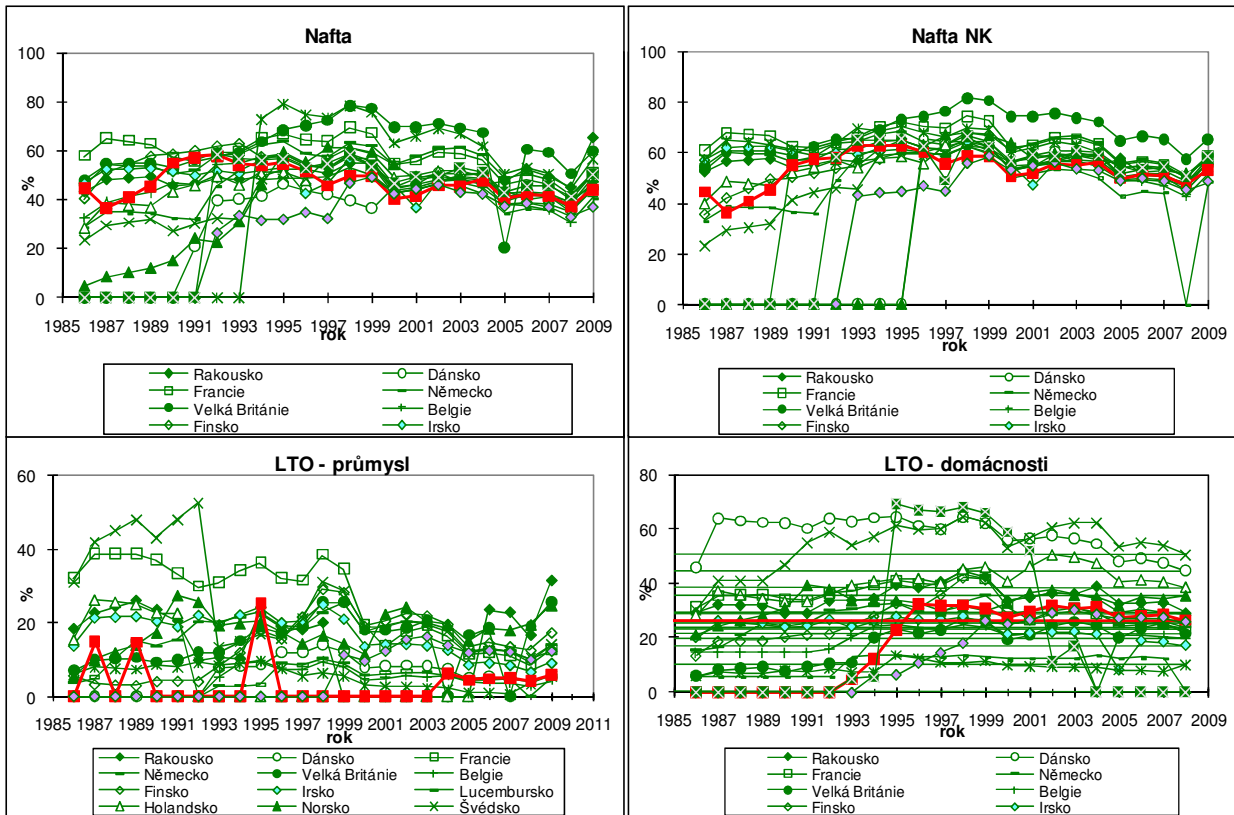 Nafta
%
100
80
60
40
20
0
1985 1987 1989 1991 1993 1995 1997 1999 2001 2003 2005 2007 2009
rok
Rakousko Dánsko
Francie Německo
Velká Británie Belgie
Finsko Irsko
Nafta NK
%
100
80
60
40
20
0
1985 1987 1989 1991 1993 1995 1997 1999 2001 2003 2005 2007 2009
rok
Rakousko Dánsko
Francie Německo
Velká Británie Belgie
Finsko Irsko
LTO - průmysl
%
60
40
20
0
1985 1987 1989 1991 1993 1995 1997 1999 2001 2003 2005 2007 2009 2011
rok
Rakousko Dánsko Francie
Německo Velká Británie Belgie
Finsko Irsko Lucembursko
Holandsko Norsko Švédsko
LTO - domácnosti
%
80
60
40
20
0
1985 1987 1989 1991 1993 1995 1997 1999 2001 2003 2005 2007 2009
rok
Rakousko Dánsko
Francie Německo
Velká Británie Belgie
Finsko Irsko